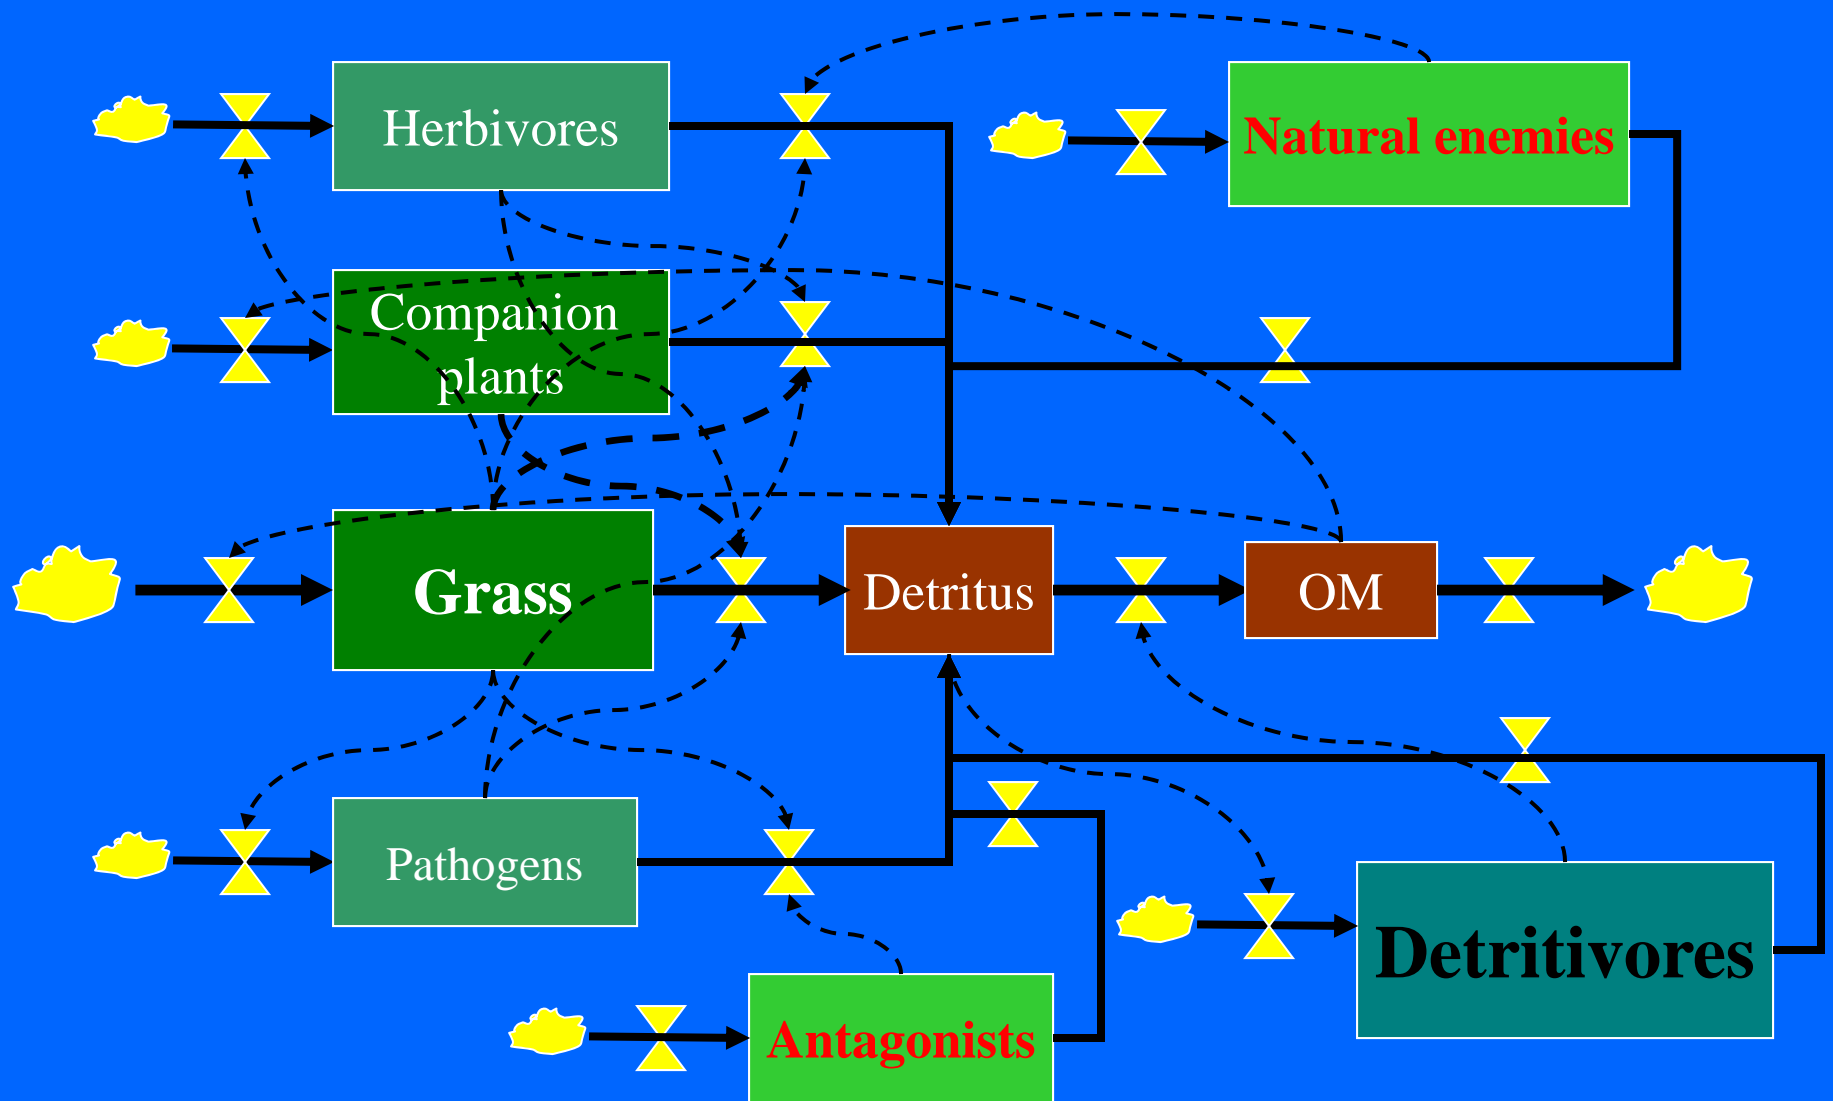 Herbivores
Natural enemies
Companion
plants
Grass
Detritus
OM
Pathogens
Detritivores
Antagonists